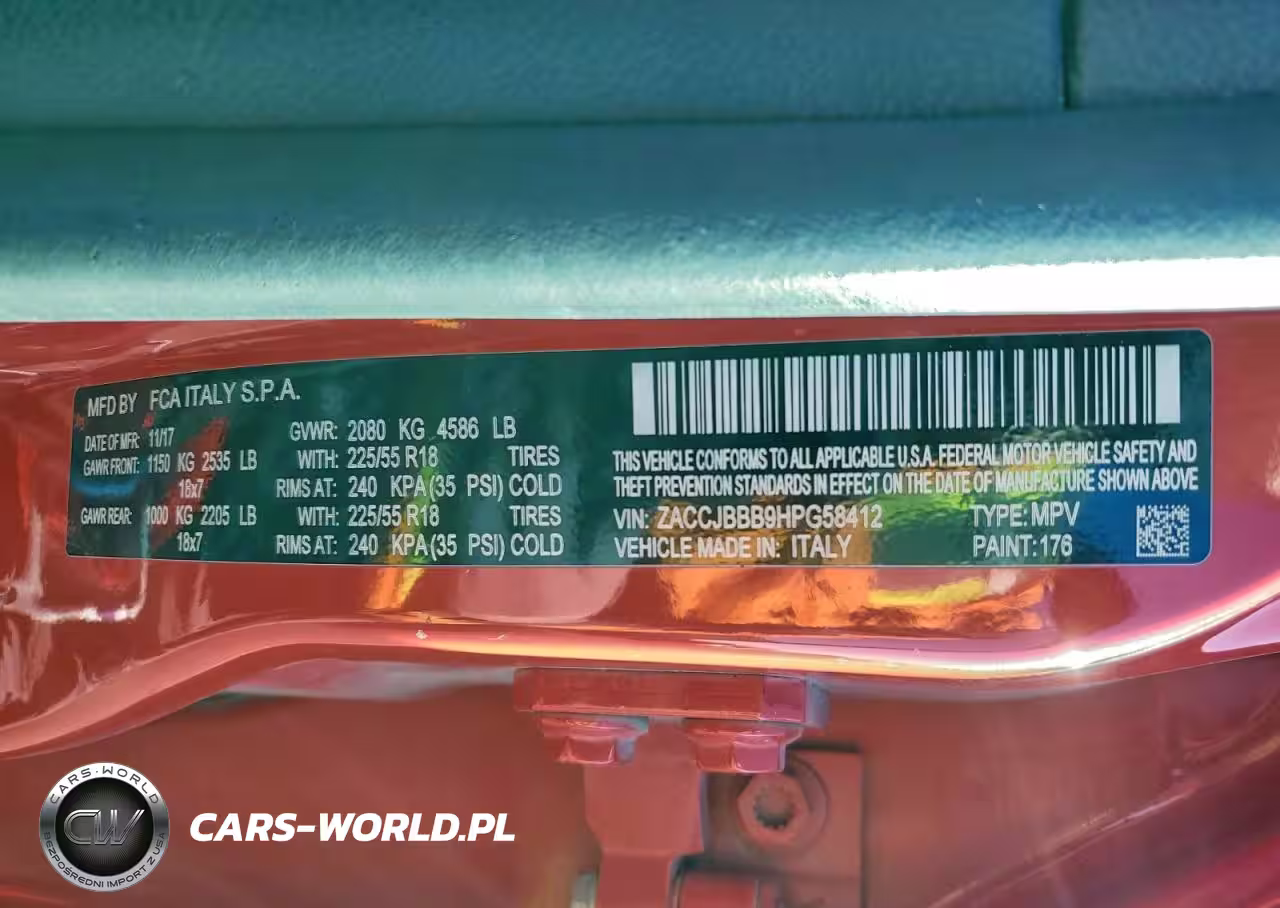 MFD BY FCA ITALY S.P.A.
DATE OF MFR: 11/17 GVWR: 2080 KG 4586 LB
GAWR FRONT: 1150 KG 2535 LB WITH: 225/55 R18 TIRES
18x7 RIMS AT: 240 KPA(35 PSI) COLD
GAWR REAR: 1000 KG 2205 LB WITH: 225/55 R18 TIRES
18x7 RIMS AT: 240 KPA(35 PSI) COLD
THIS VEHICLE CONFORMS TO ALL APPLICABLE U.S.A. FEDERAL MOTOR VEHICLE SAFETY AND
THEFT PREVENTION STANDARDS IN EFFECT ON THE DATE OF MANUFACTURE SHOWN ABOVE
VIN: ZACCJBBB9HPG58412 TYPE: MPV
VEHICLE MADE IN: ITALY PAINT: 176
CARS-WORLD
CW
BEZPOŚREDNI IMPORT Z USA
CARS-WORLD.PL